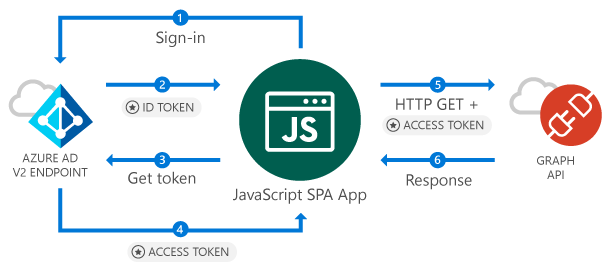 1
Sign-in
2
ID TOKEN
5
HTTP GET +
ACCESS TOKEN
JS
AZURE AD
V2 ENDPOINT
3
Get token
6
Response
GRAPH
API
JavaScript SPA App
4
ACCESS TOKEN